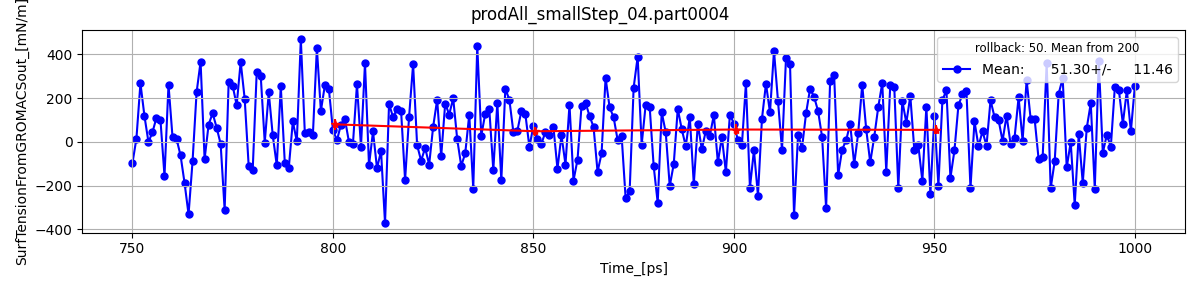 prodAll_smallStep_04.part0004
SurfTensionFromGROMACSout_[mN/m]
400
200
0
−200
−400
rollback: 50. Mean from 200
Mean: 51.30+/- 11.46
750
800
850
900
950
1000
Time_[ps]